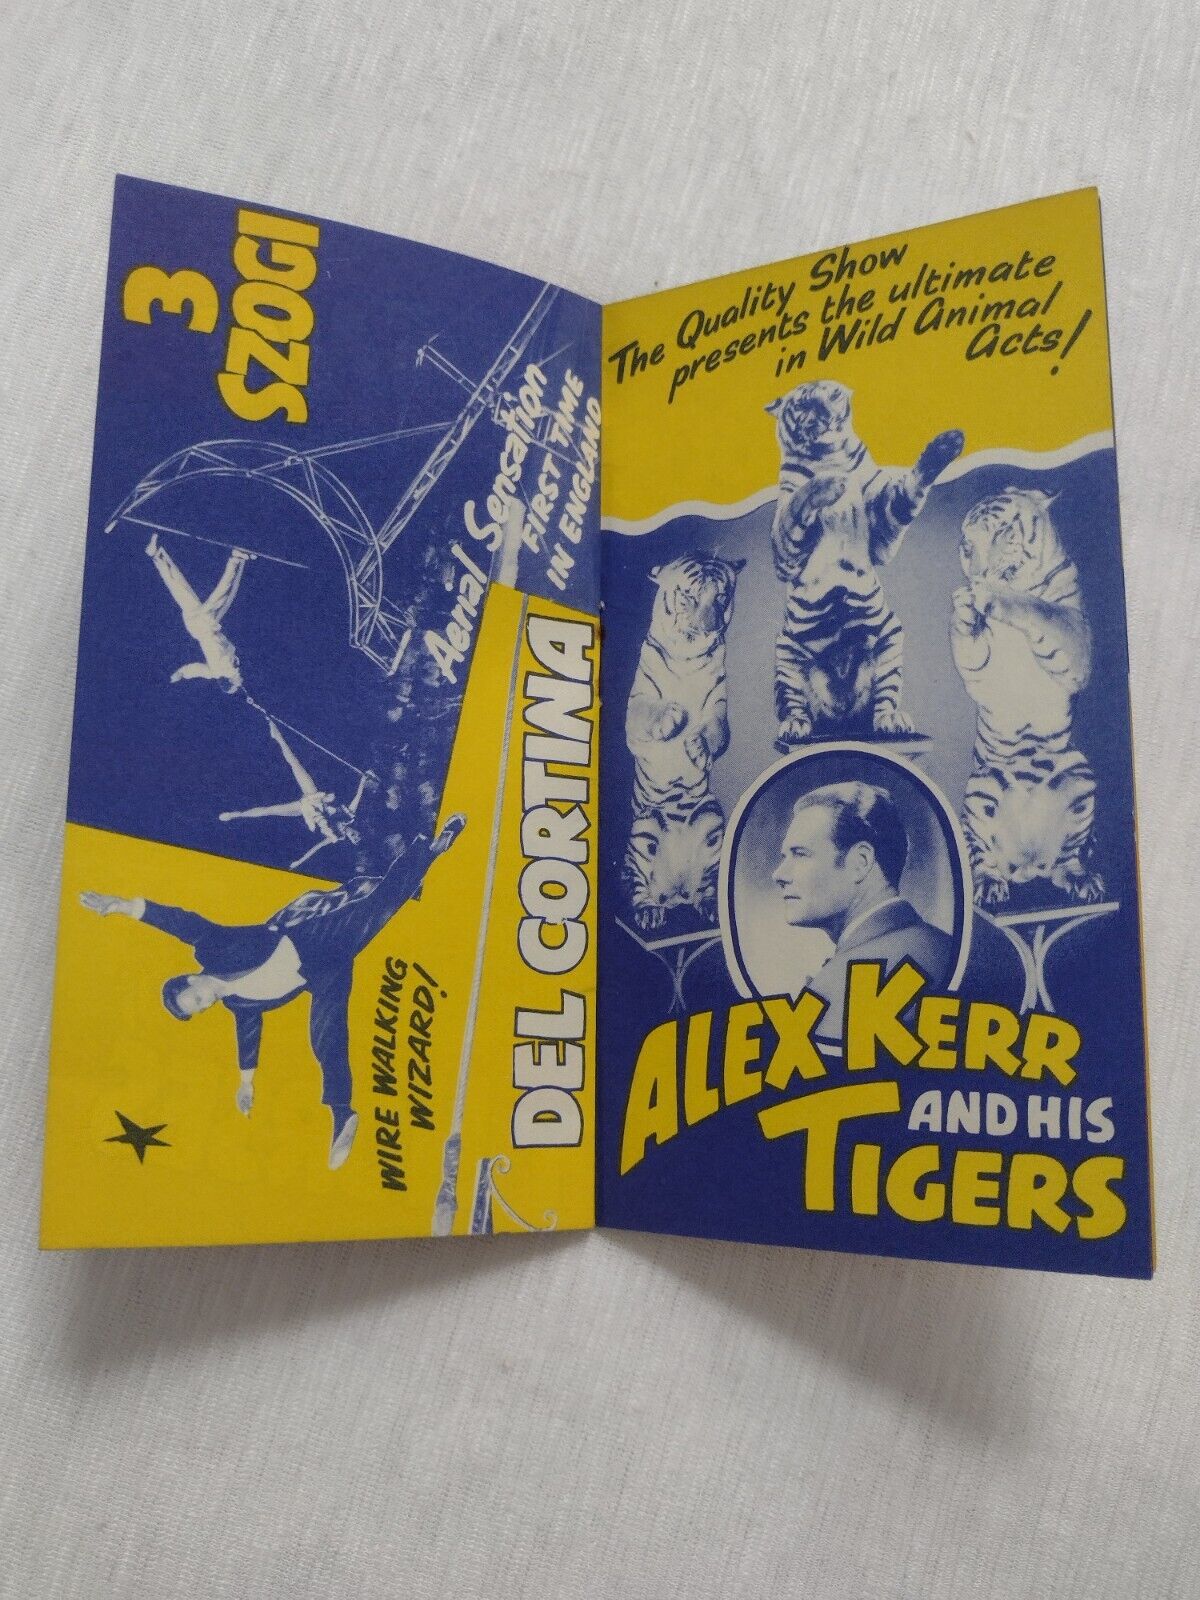 3
SZOGI
Aerial Sensation
FIRST TIME
IN ENGLAND
DEL CORTINA
WIRE WALKING
WIZARD!
The Quality Show
presents the ultimate
in Wild Animal
Acts!
ALEX KERR
AND HIS
TIGERS